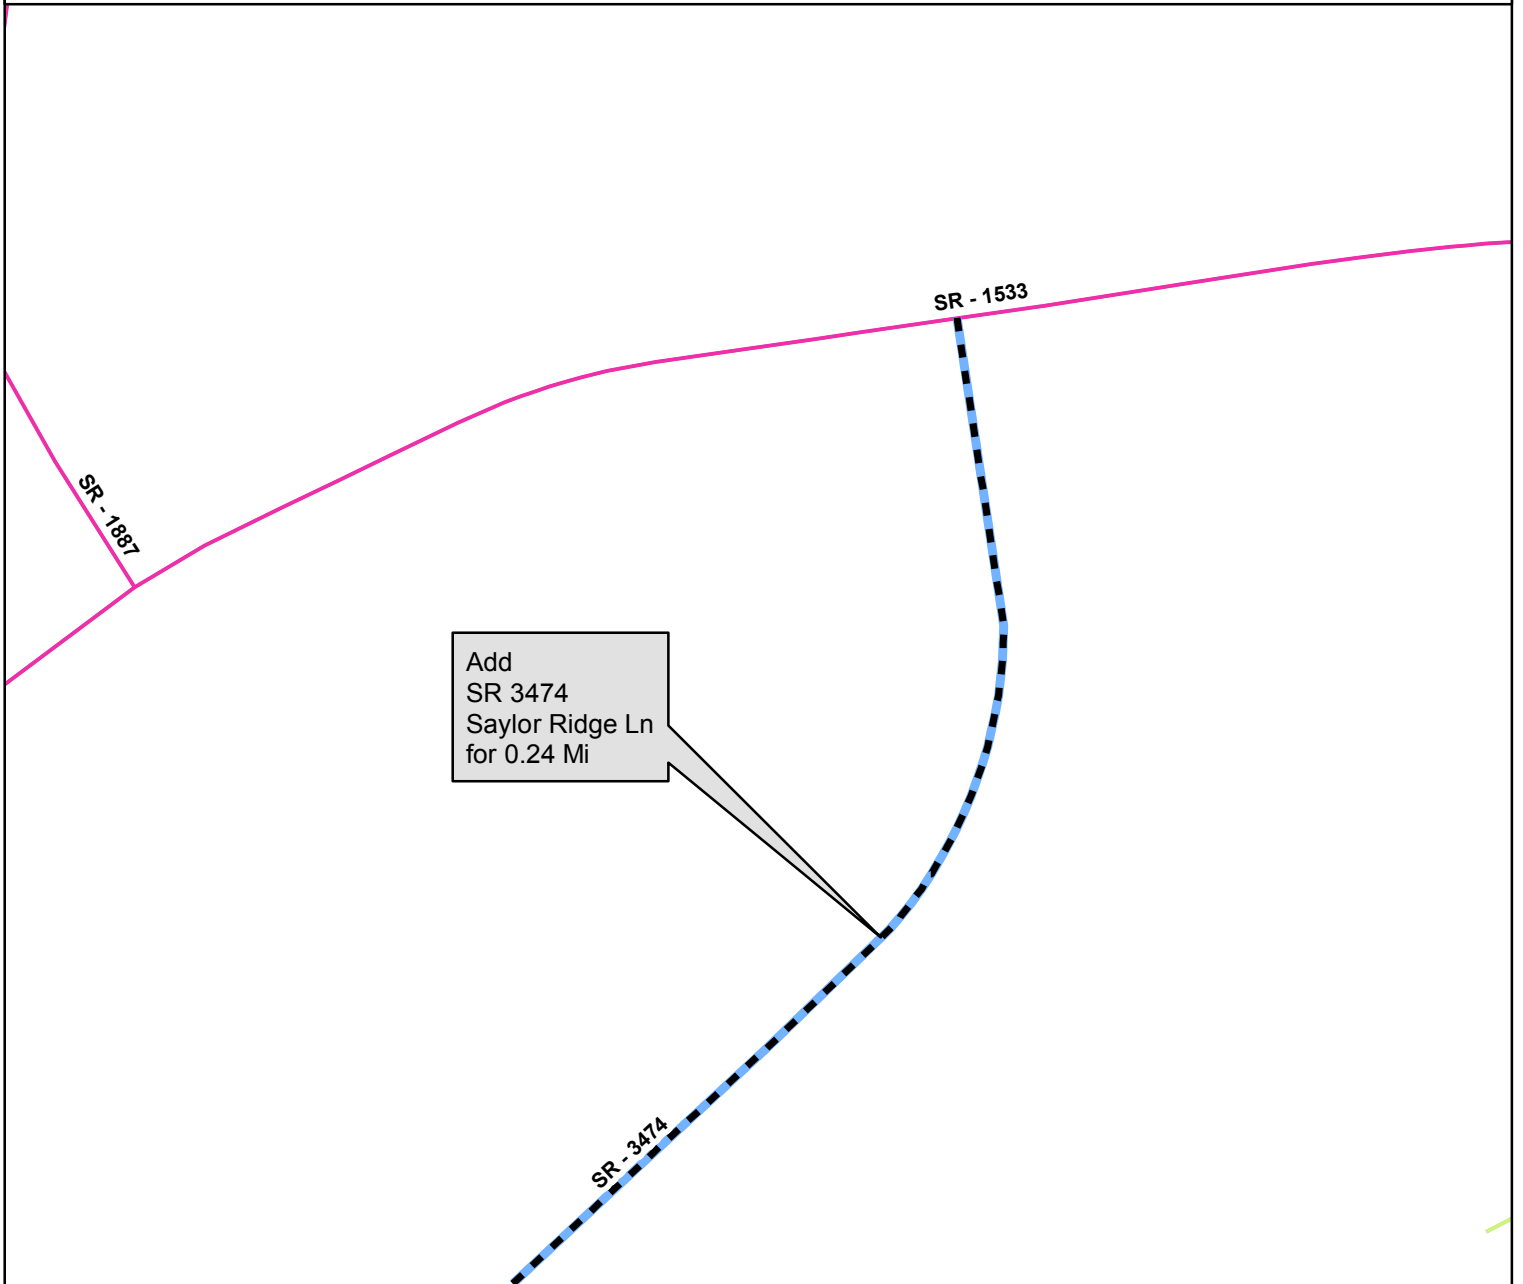 SR - 1533
SR - 1887
Add
SR 3474
Saylor Ridge Ln
for 0.24 Mi
SR - 3474